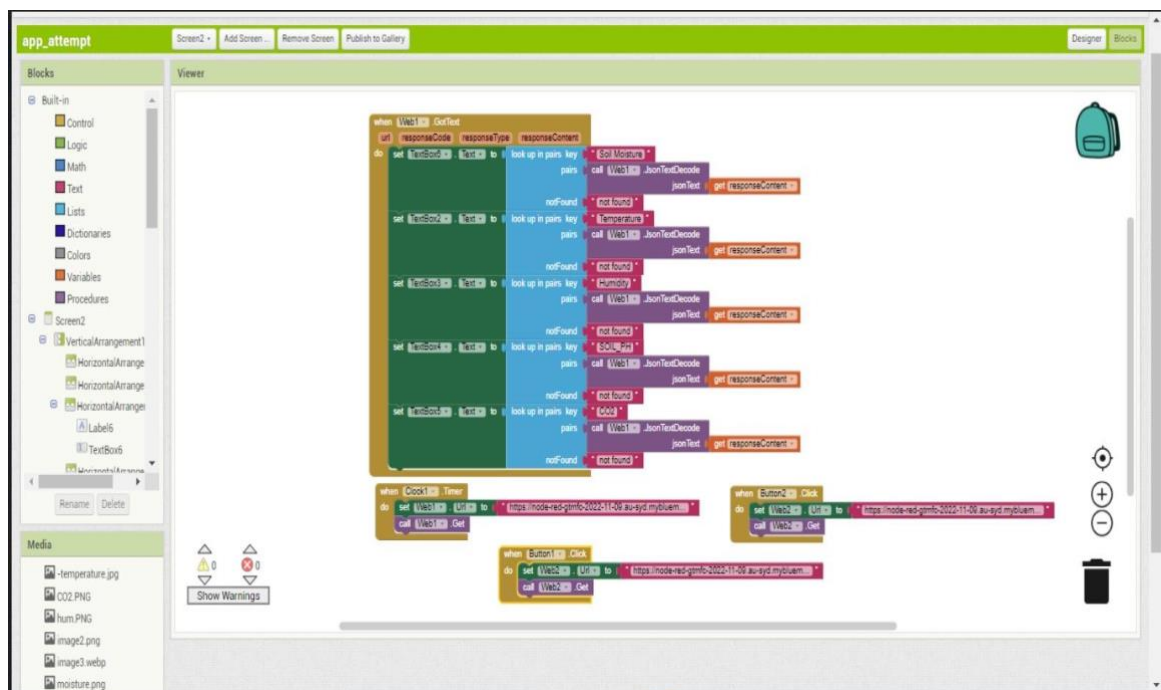 app_attempt
Screen2
Add Screen ...
Remove Screen
Publish to Gallery
Designer
Blocks
Blocks
Viewer
Built-in
Control
Logic
Math
Text
Lists
Dictionaries
Colors
Variables
Procedures
Screen2
VerticalArrangement1
HorizontalArrange
HorizontalArrange
HorizontalArranger
Label6
TextBox6
Rename Delete
Media
-temperature.jpg
CO2.PNG
hum.PNG
image2.png
image3.webp
moisture.png
when Web1 .GotText
url responseCode responseType responseContent
do set . Text to look up in pairs key " Soil Moisture "
pairs call Web1 .JsonTextDecode
jsonText get responseContent
notFound " not found "
set TextBox2 . Text to look up in pairs key " Temperature "
pairs call Web1 .JsonTextDecode
jsonText get responseContent
notFound " not found "
set TextBox3 . Text to look up in pairs key " Humidity "
pairs call Web1 .JsonTextDecode
jsonText get responseContent
notFound " not found "
set TextBox4 . Text to look up in pairs key " SOIL_PH "
pairs call Web1 .JsonTextDecode
jsonText get responseContent
notFound " not found "
set TextBox5 . Text to look up in pairs key " CO2 "
pairs call Web1 .JsonTextDecode
jsonText get responseContent
notFound " not found "
when Clock1 .Timer
do set Web1 . Url to " https://node-red-gtmfc-2022-11-09.au-syd.mybluem... "
call Web1 .Get
when Button2 .Click
do set Web2 . Url to " https://node-red-gtmfc-2022-11-09.au-syd.mybluem... "
call Web2 .Get
when Button1 .Click
do set Web2 . Url to " https://node-red-gtmfc-2022-11-09.au-syd.mybluem... "
call Web2 .Get
0 0
Show Warnings